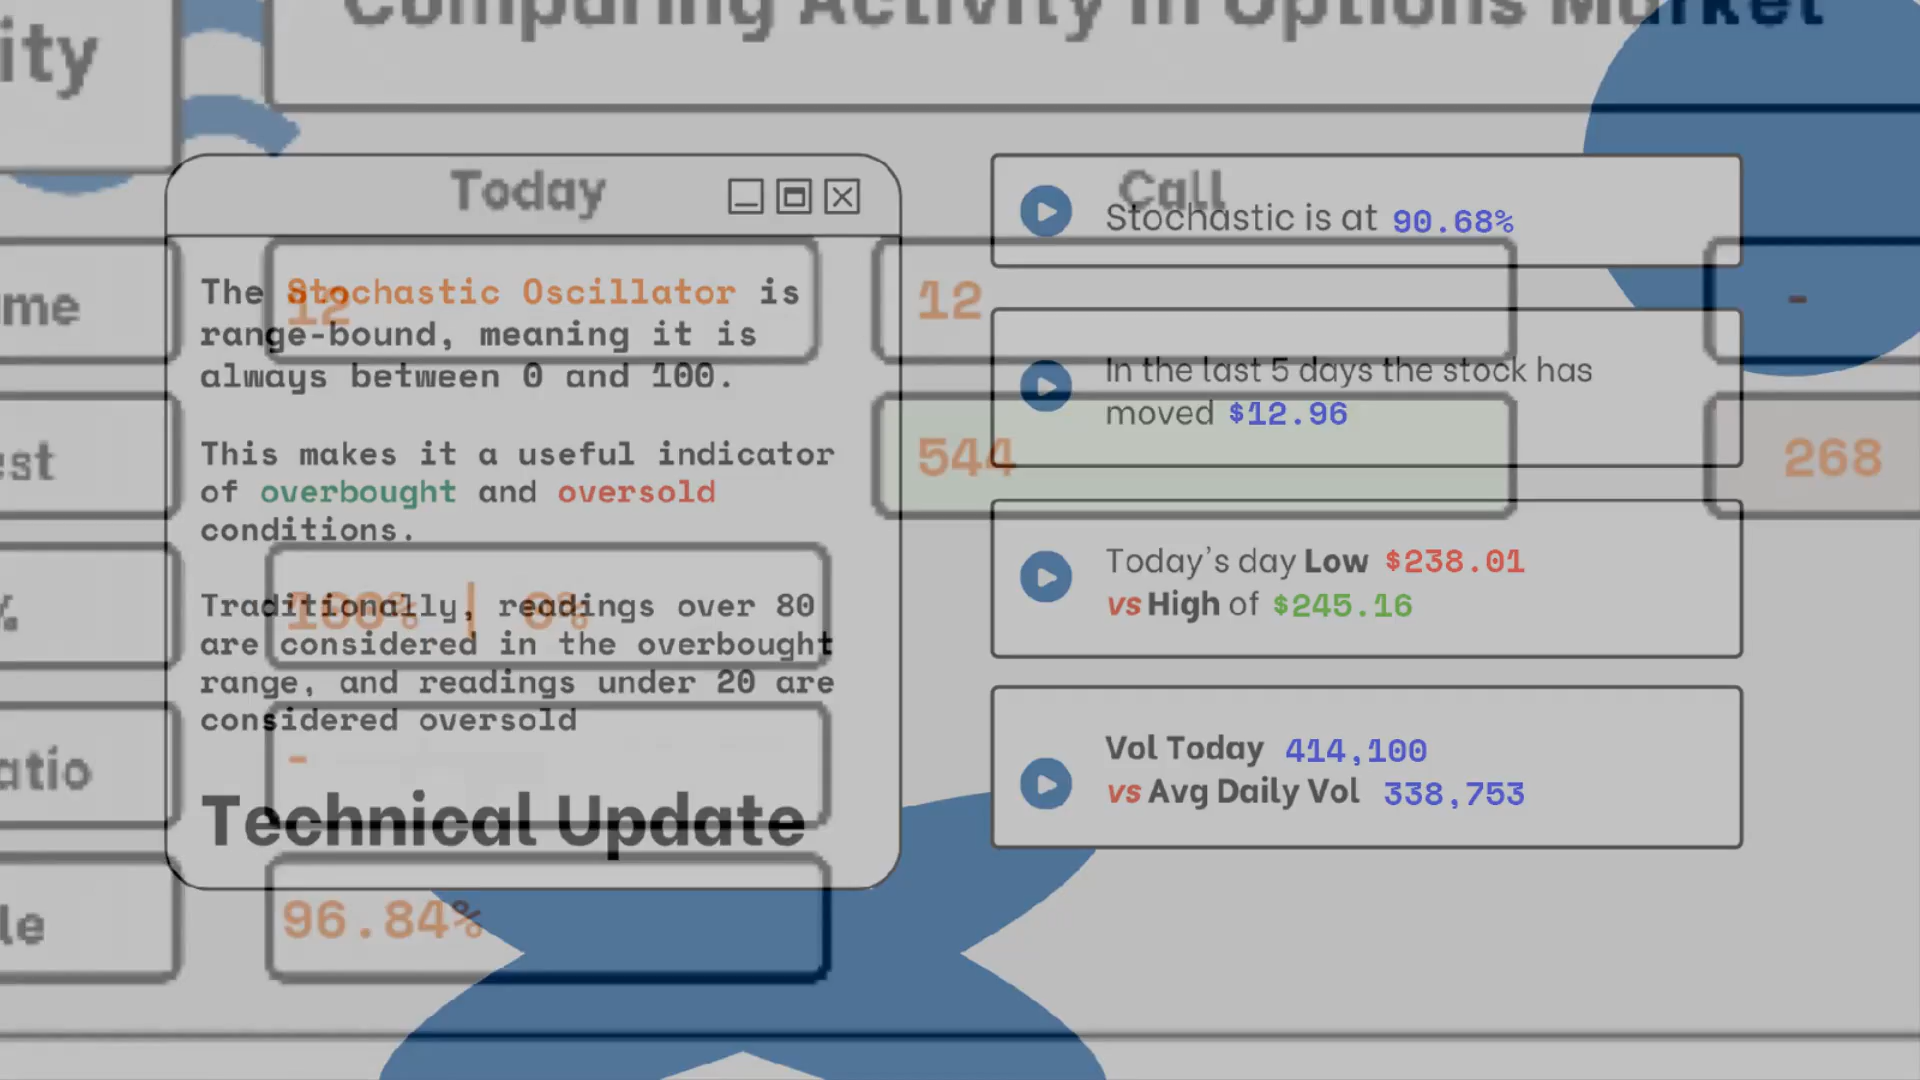 Comparing Activity in Options Market
ity
Today
Call
me
12
12
-
est
544
268
%
100% | 0%
atio
-
le
96.84%
The Stochastic Oscillator is
range-bound, meaning it is
always between 0 and 100.
This makes it a useful indicator
of overbought and oversold
conditions.
Traditionally, readings over 80
are considered in the overbought
range, and readings under 20 are
considered oversold
Technical Update
Stochastic is at 90.68%
In the last 5 days the stock has
moved $12.96
Today's day Low $238.01
vs High of $245.16
Vol Today 414,100
vs Avg Daily Vol 338,753